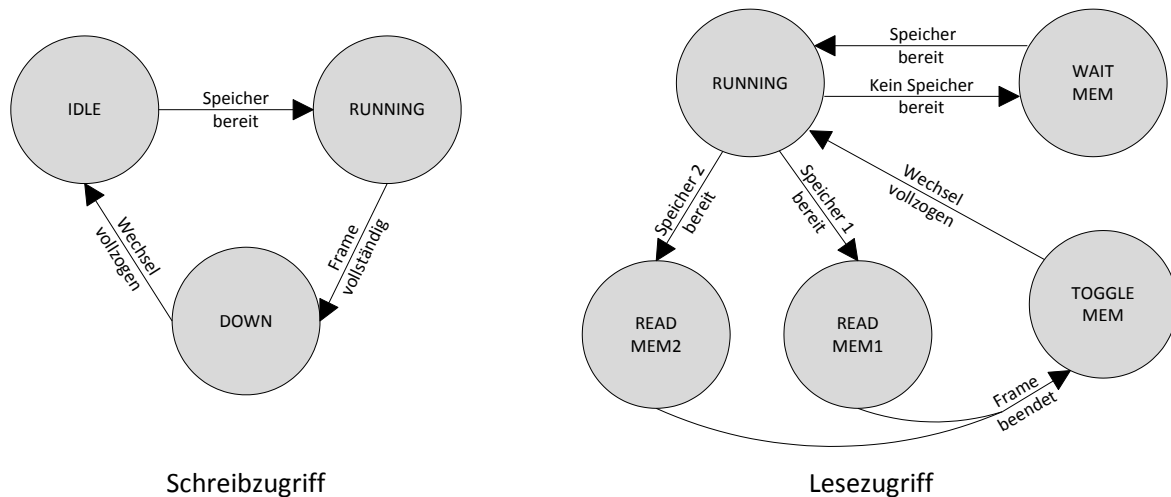 IDLE
Speicher
bereit
RUNNING
Wechsel
vollzogen
Frame
vollständig
DOWN
Schreibzugriff
RUNNING
Speicher
bereit
Kein Speicher
bereit
WAIT
MEM
Speicher 2
bereit
Speicher 1
bereit
Wechsel
vollzogen
READ
MEM2
READ
MEM1
TOGGLE
MEM
Frame
beendet
Lesezugriff